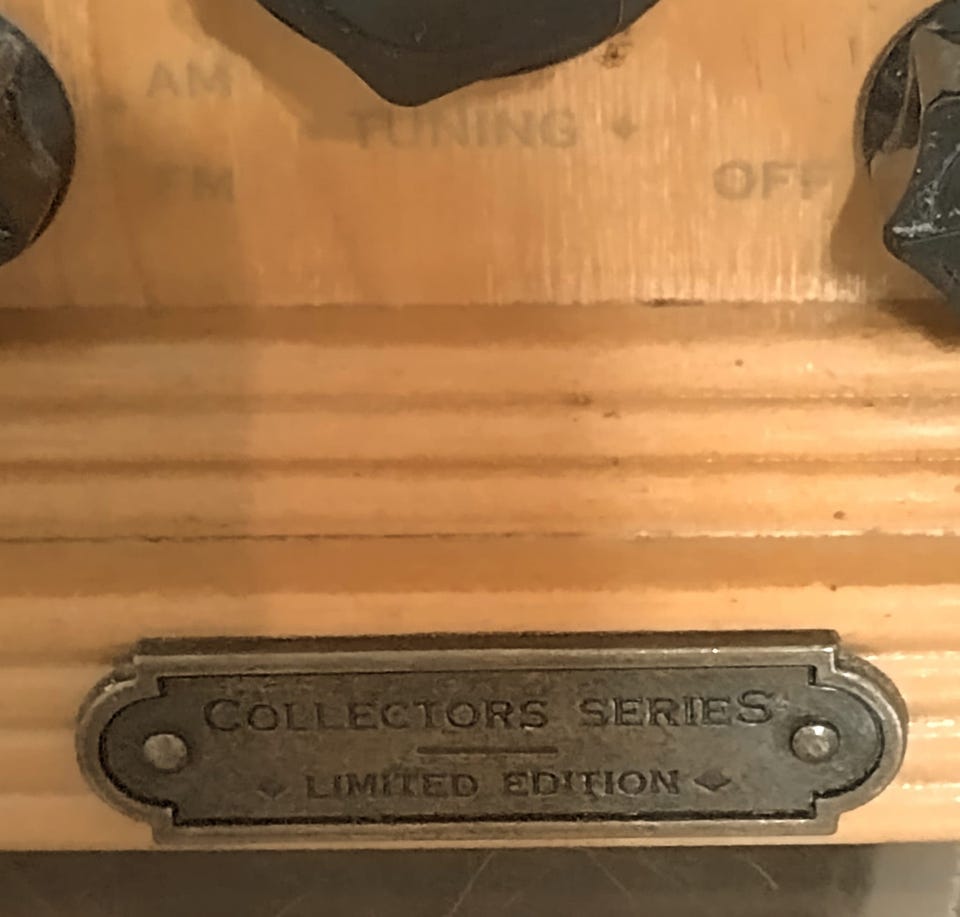 AM
TUNING
FM
OFF
COLLECTORS SERIES
LIMITED EDITION